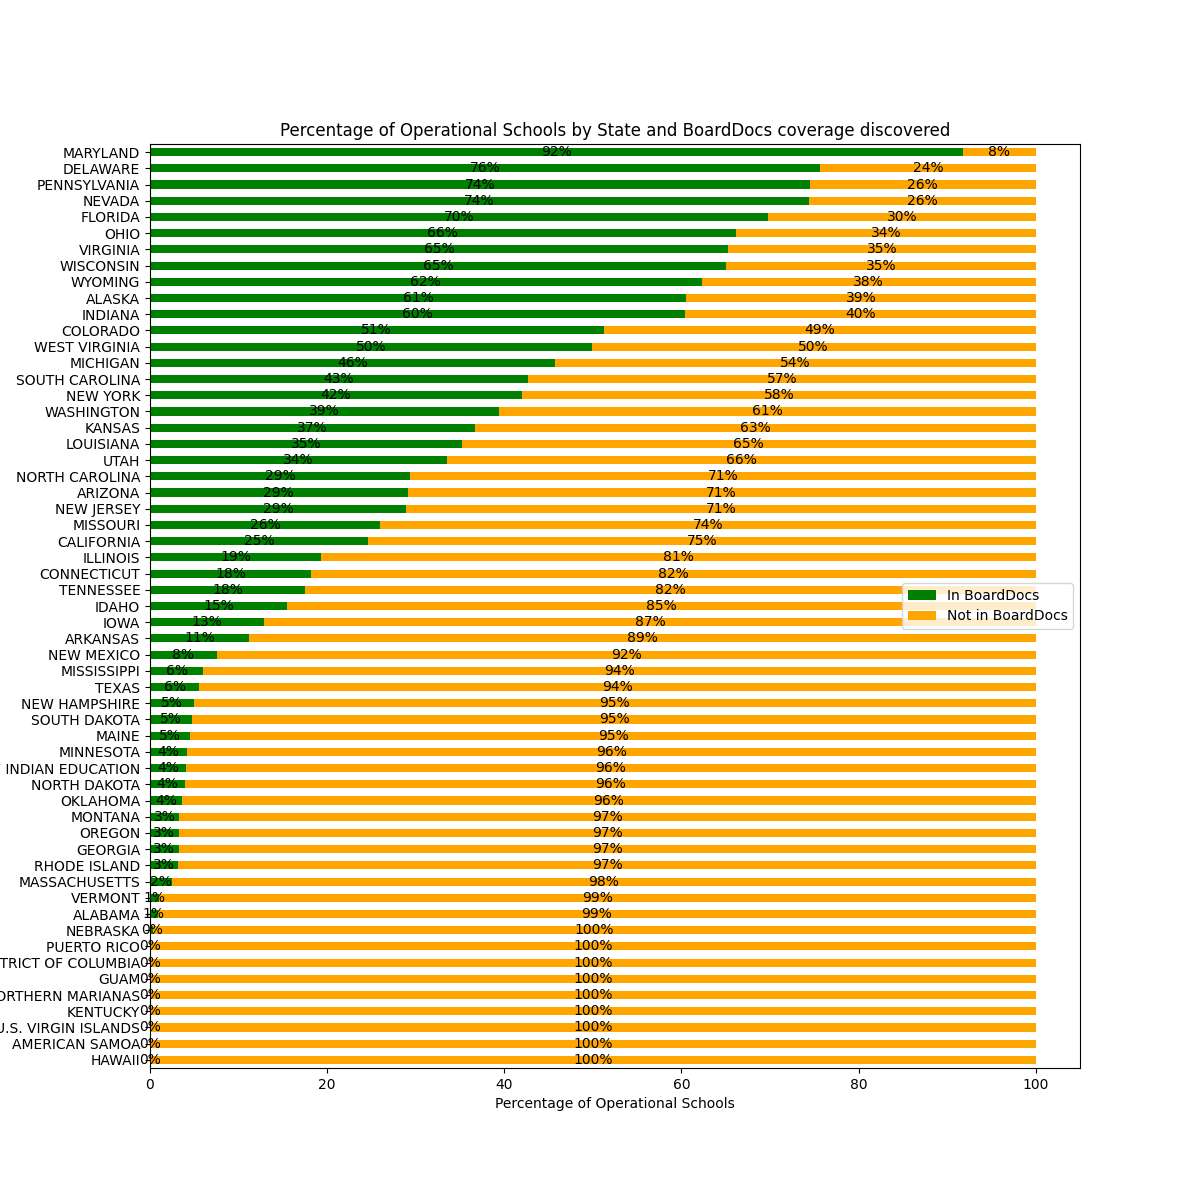 Percentage of Operational Schools by State and BoardDocs coverage discovered
MARYLAND 92% 8%
DELAWARE 76% 24%
PENNSYLVANIA 74% 26%
NEVADA 74% 26%
FLORIDA 70% 30%
OHIO 66% 34%
VIRGINIA 65% 35%
WISCONSIN 65% 35%
WYOMING 62% 38%
ALASKA 61% 39%
INDIANA 60% 40%
COLORADO 51% 49%
WEST VIRGINIA 50% 50%
MICHIGAN 46% 54%
SOUTH CAROLINA 43% 57%
NEW YORK 42% 58%
WASHINGTON 39% 61%
KANSAS 37% 63%
LOUISIANA 35% 65%
UTAH 34% 66%
NORTH CAROLINA 29% 71%
ARIZONA 29% 71%
NEW JERSEY 29% 71%
MISSOURI 26% 74%
CALIFORNIA 25% 75%
ILLINOIS 19% 81%
CONNECTICUT 18% 82%
TENNESSEE 18% 82%
IDAHO 15% 85%
IOWA 13% 87%
ARKANSAS 11% 89%
NEW MEXICO 8% 92%
MISSISSIPPI 6% 94%
TEXAS 6% 94%
NEW HAMPSHIRE 5% 95%
SOUTH DAKOTA 5% 95%
MAINE 5% 95%
MINNESOTA 4% 96%
INDIAN EDUCATION 4% 96%
NORTH DAKOTA 4% 96%
OKLAHOMA 4% 96%
MONTANA 3% 97%
OREGON 3% 97%
GEORGIA 3% 97%
RHODE ISLAND 3% 97%
MASSACHUSETTS 2% 98%
VERMONT 1% 99%
ALABAMA 1% 99%
NEBRASKA 0% 100%
PUERTO RICO 0% 100%
TRICT OF COLUMBIA 0% 100%
GUAM 0% 100%
ORTHERN MARIANAS 0% 100%
KENTUCKY 0% 100%
U.S. VIRGIN ISLANDS 0% 100%
AMERICAN SAMOA 0% 100%
HAWAII 0% 100%
In BoardDocs
Not in BoardDocs
0 20 40 60 80 100
Percentage of Operational Schools